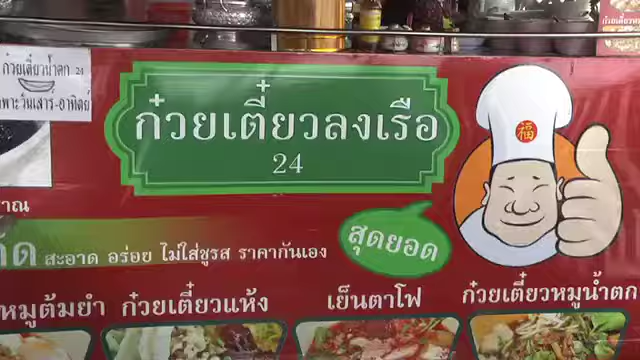 ก๋วยเตี๋ยวน้ำตก 24
เฉพาะวันเสาร์-อาทิตย์
ก๋วยเตี๋ยวลงเรือ
24
福
สุดยอด
สะอาด อร่อย ไม่ใส่ชูรส ราคากันเอง
หมูต้มยำ
ก๋วยเตี๋ยวแห้ง
เย็นตาโฟ
ก๋วยเตี๋ยวหมูน้ำตก